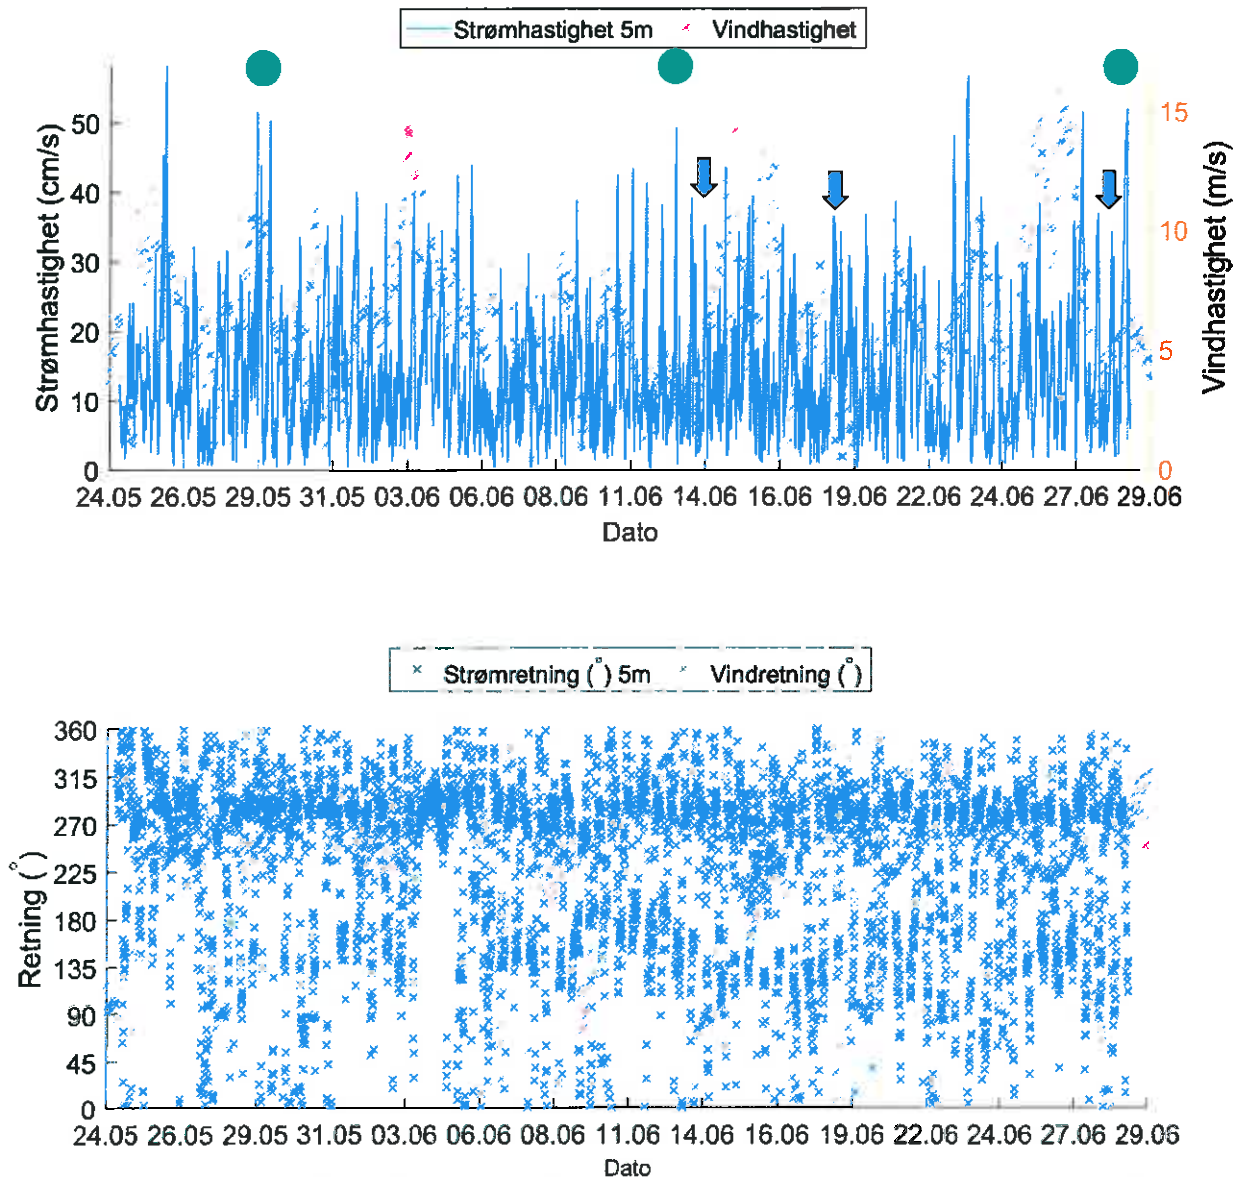 Strømhastighet 5m Vindhastighet
Strømhastighet (cm/s)
50
40
30
20
10
0
15
10
5
0
Vindhastighet (m/s)
24.05 26.05 29.05 31.05 03.06 06.06 08.06 11.06 14.06 16.06 19.06 22.06 24.06 27.06 29.06
Dato
Strømretning (°) 5m Vindretning (°)
Retning (°)
360
315
270
225
180
135
90
45
0
24.05 26.05 29.05 31.05 03.06 06.06 08.06 11.06 14.06 16.06 19.06 22.06 24.06 27.06 29.06
Dato